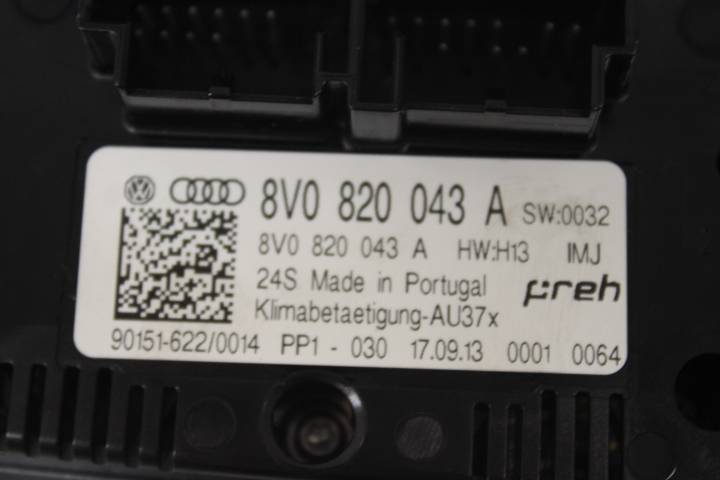 8V0 820 043 A SW:0032
8V0 820 043 A HW:H13 IMJ
24S Made in Portugal preh
Klimabetaetigung-AU37x
90151-622/0014 PP1 - 030 17.09.13 0001 0064